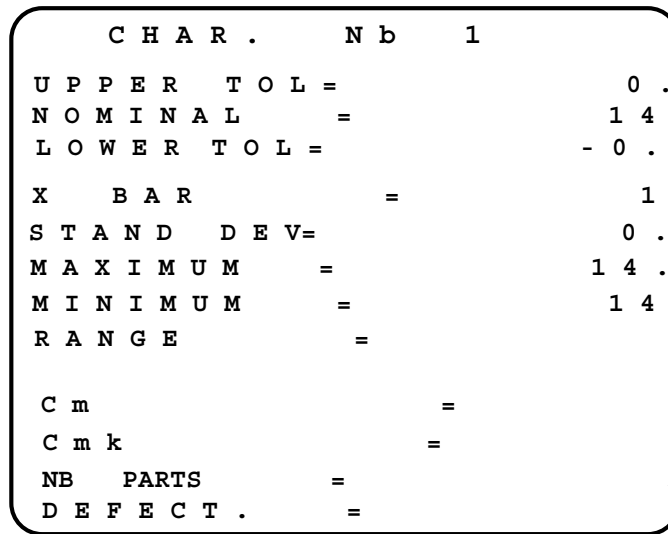 CHAR. Nb 1
UPPER TOL= 0.
NOMINAL = 14
LOWER TOL= -0.
X BAR = 1
STAND DEV= 0.
MAXIMUM = 14.
MINIMUM = 14
RANGE =
Cm =
Cmk =
NB PARTS =
DEFECT. =